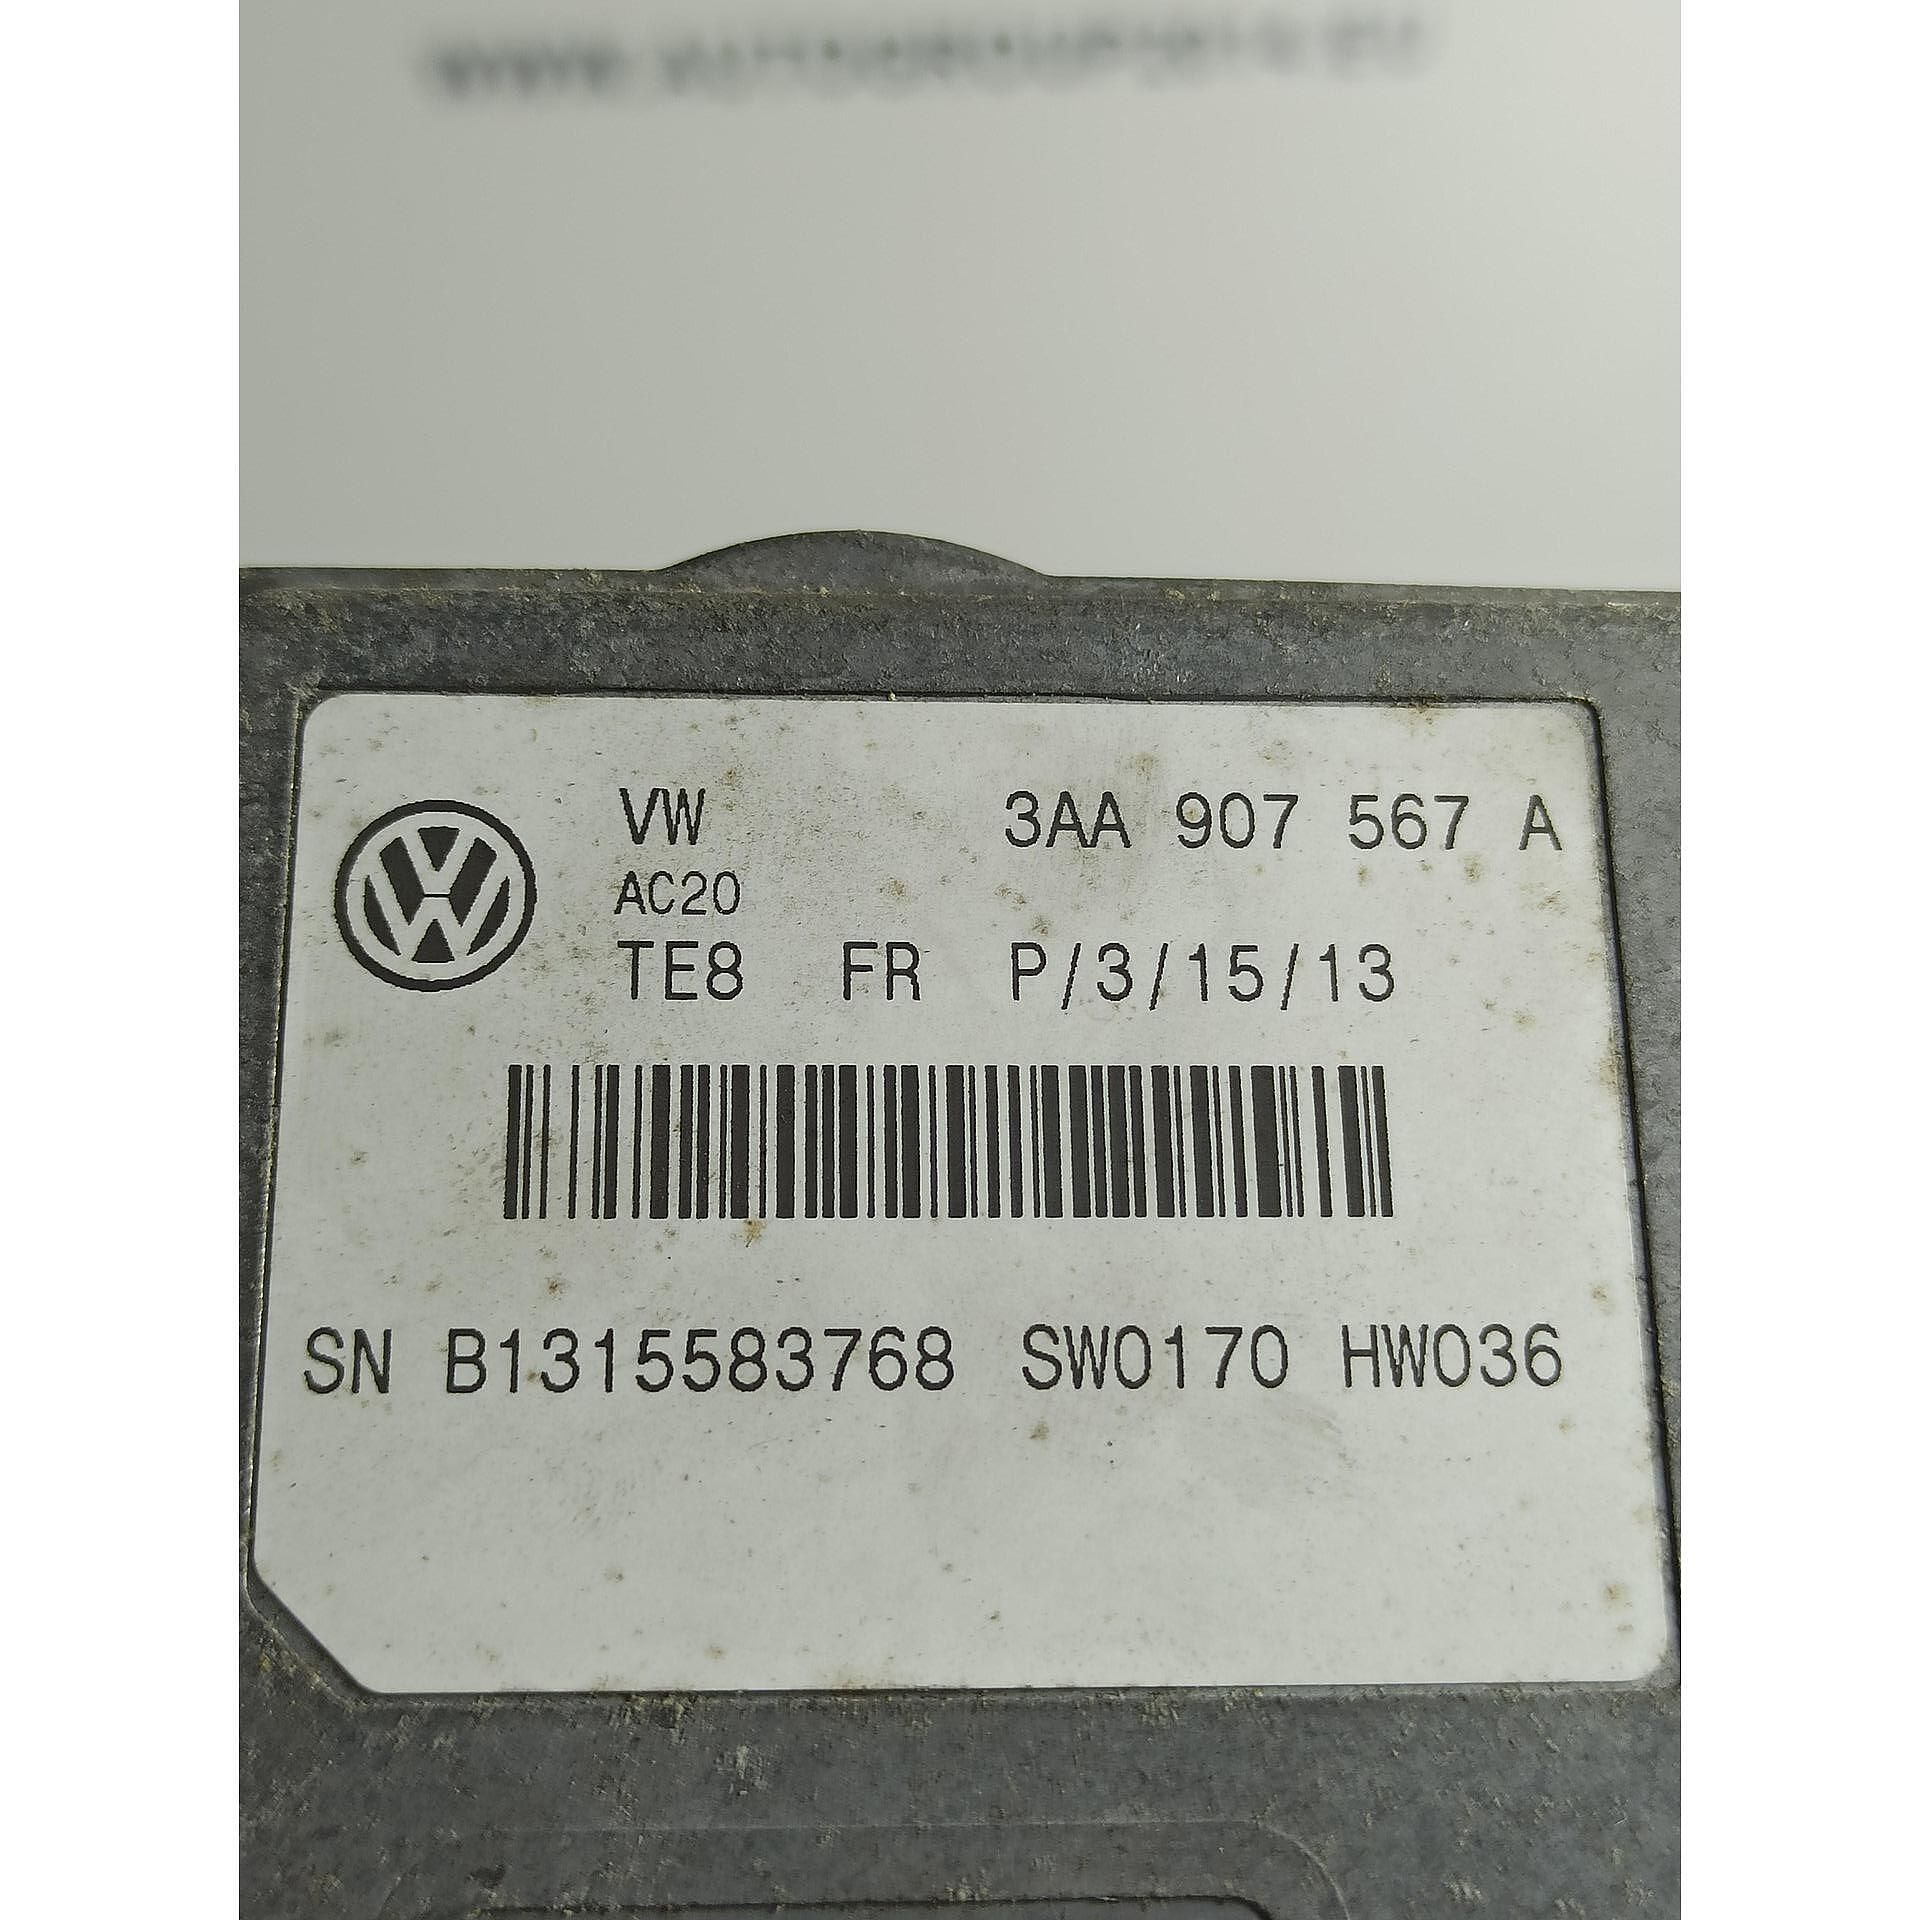 VW 3AA 907 567 A
AC20
TE8 FR P/3/15/13
SN B1315583768 SW0170 HW036